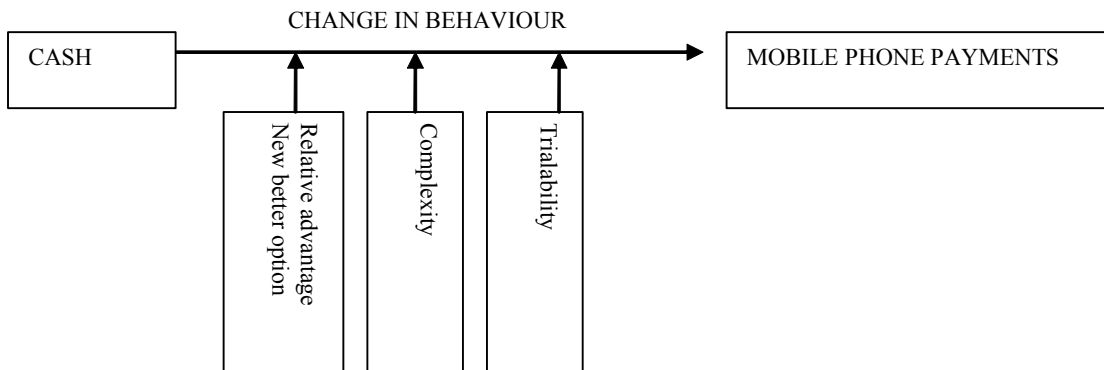 CHANGE IN BEHAVIOUR
CASH
MOBILE PHONE PAYMENTS
Relative advantage
New better option
Complexity
Trialability